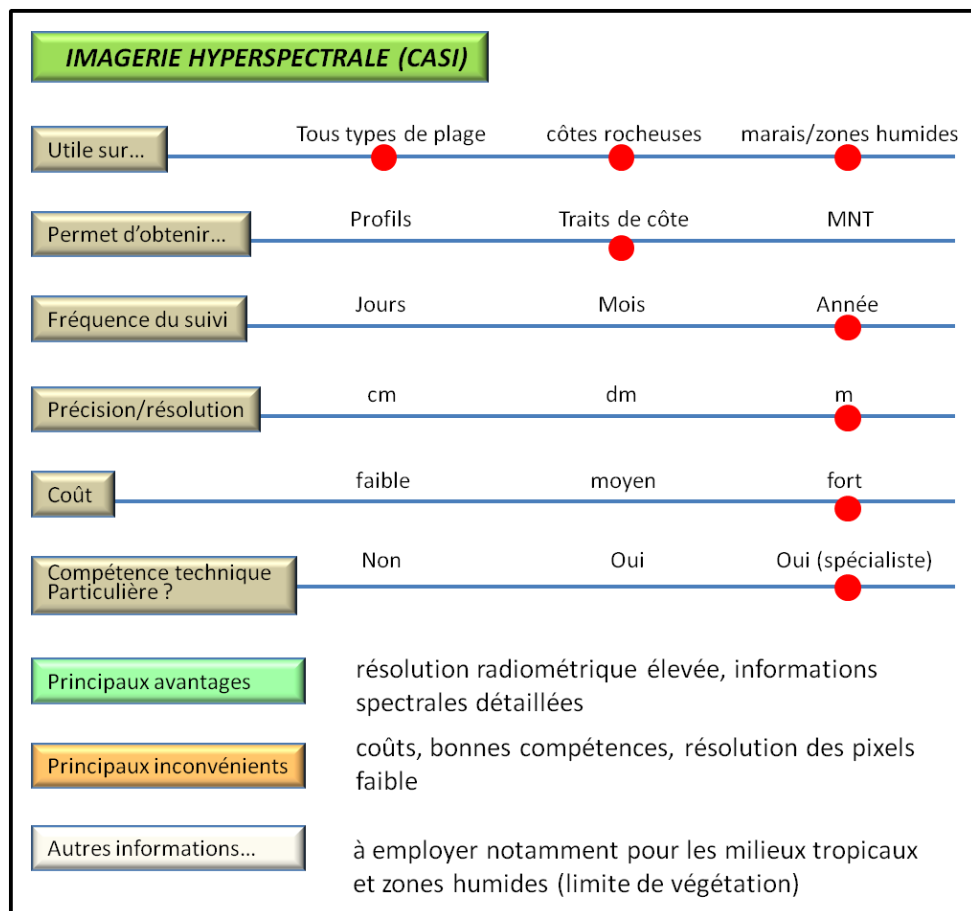 IMAGERIE HYPERSPECTRALE (CASI)
Utile sur...
Tous types de plage côtes rocheuses marais/zones humides
Permet d'obtenir...
Profils Traits de côte MNT
Fréquence du suivi
Jours Mois Année
Précision/résolution
cm dm m
Coût
faible moyen fort
Compétence technique
Particulière ?
Non Oui Oui (spécialiste)
Principaux avantages
résolution radiométrique élevée, informations
spectrales détaillées
Principaux inconvénients
coûts, bonnes compétences, résolution des pixels
faible
Autres informations...
à employer notamment pour les milieux tropicaux
et zones humides (limite de végétation)